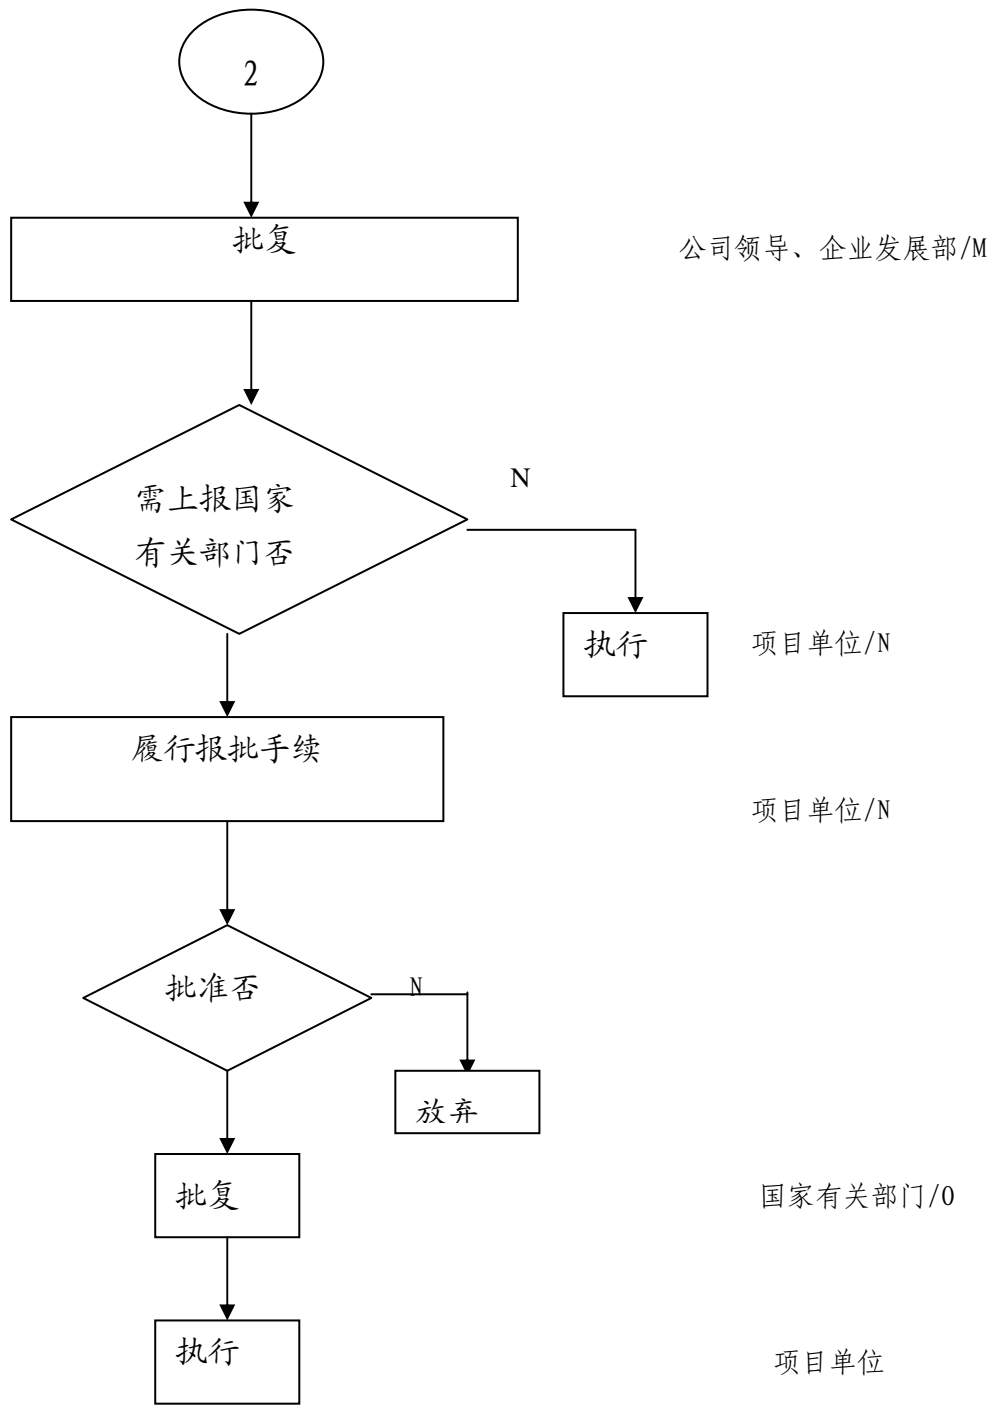 2
批复
公司领导、企业发展部/M
需上报国家
有关部门否
N
执行
项目单位/N
履行报批手续
项目单位/N
批准否
N
放弃
批复
国家有关部门/O
执行
项目单位